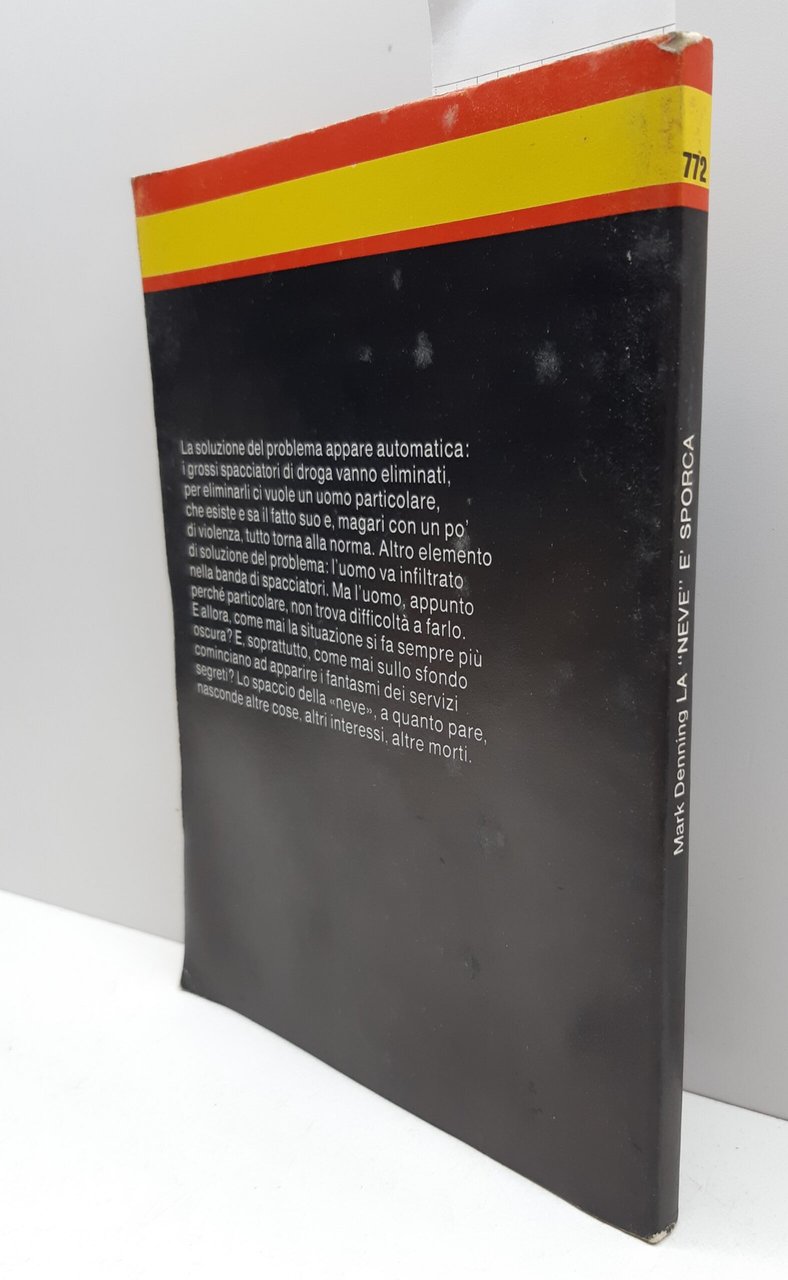 772
La soluzione del problema appare automatica:
i grossi spacciatori di droga vanno eliminati,
per eliminarli ci vuole un uomo particolare,
che esiste e sa il fatto suo e, magari con un po'
di violenza, tutto torna alla norma. Altro elemento
di soluzione del problema: l'uomo va infiltrato
nella banda di spacciatori. Ma l'uomo, appunto
perché particolare, non trova difficoltà a farlo.
E allora, come mai la situazione si fa sempre più
oscura? E, soprattutto, come mai sullo sfondo
cominciano ad apparire i fantasmi dei servizi
segreti? Lo spaccio della «neve», a quanto pare,
nasconde altre cose, altri interessi, altre morti.
Mark Denning LA "NEVE" E' SPORCA